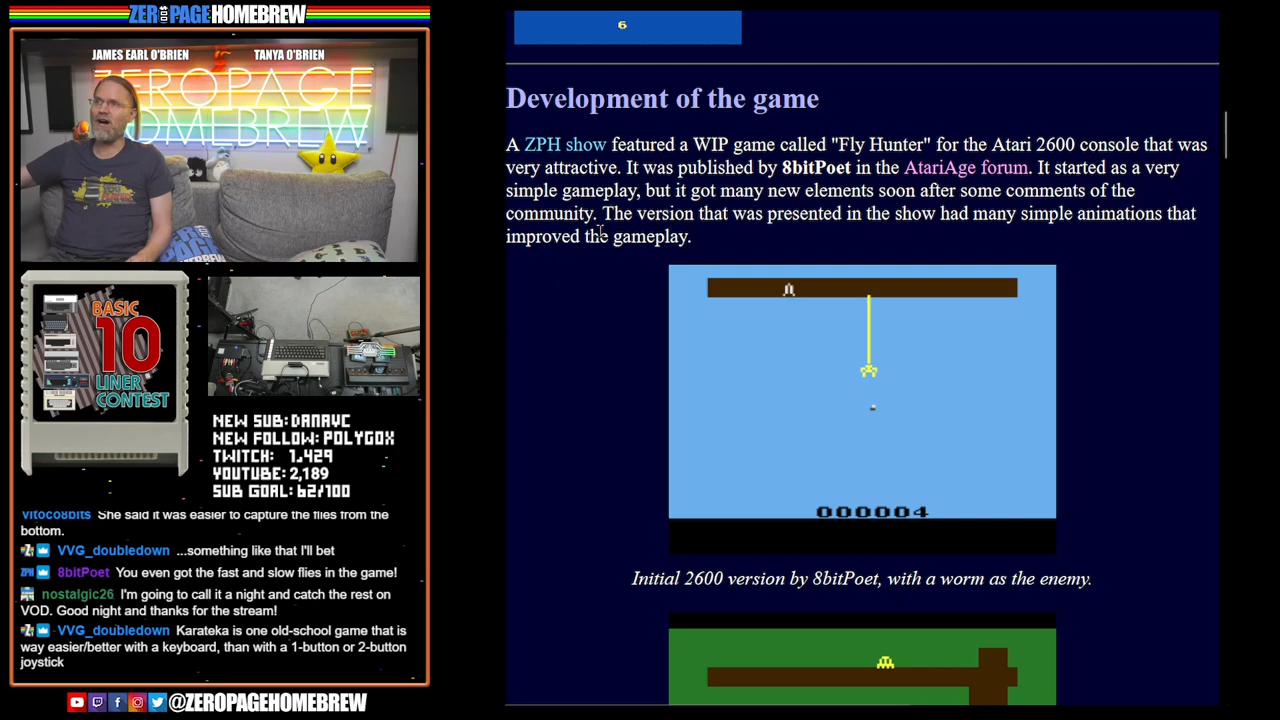 ZEROPAGE HOMEBREW
JAMES EARL O'BRIEN
TANYA O'BRIEN
ZEROPAGE
HOMEBREW
BASIC
10
LINER
CONTEST
NEW SUB:DANAVC
NEW FOLLOW:POLYGOX
TWITCH: 1,429
YOUTUBE: 2,189
SUB GOAL:62/100
Vitoco8bits She said it was easier to capture the flies from the
bottom.
VVG_doubledown ...something like that I'll bet
8bitPoet You even got the fast and slow flies in the game!
nostalgic26 I'm going to call it a night and catch the rest on
VOD. Good night and thanks for the stream!
VVG_doubledown Karateka is one old-school game that is
way easier/better with a keyboard, than with a 1-button or 2-button
joystick
@ZEROPAGEHOMEBREW
6
Development of the game
A ZPH show featured a WIP game called "Fly Hunter" for the Atari 2600 console that was
very attractive. It was published by 8bitPoet in the AtariAge forum. It started as a very
simple gameplay, but it got many new elements soon after some comments of the
community. The version that was presented in the show had many simple animations that
improved the gameplay.
000004
Initial 2600 version by 8bitPoet, with a worm as the enemy.